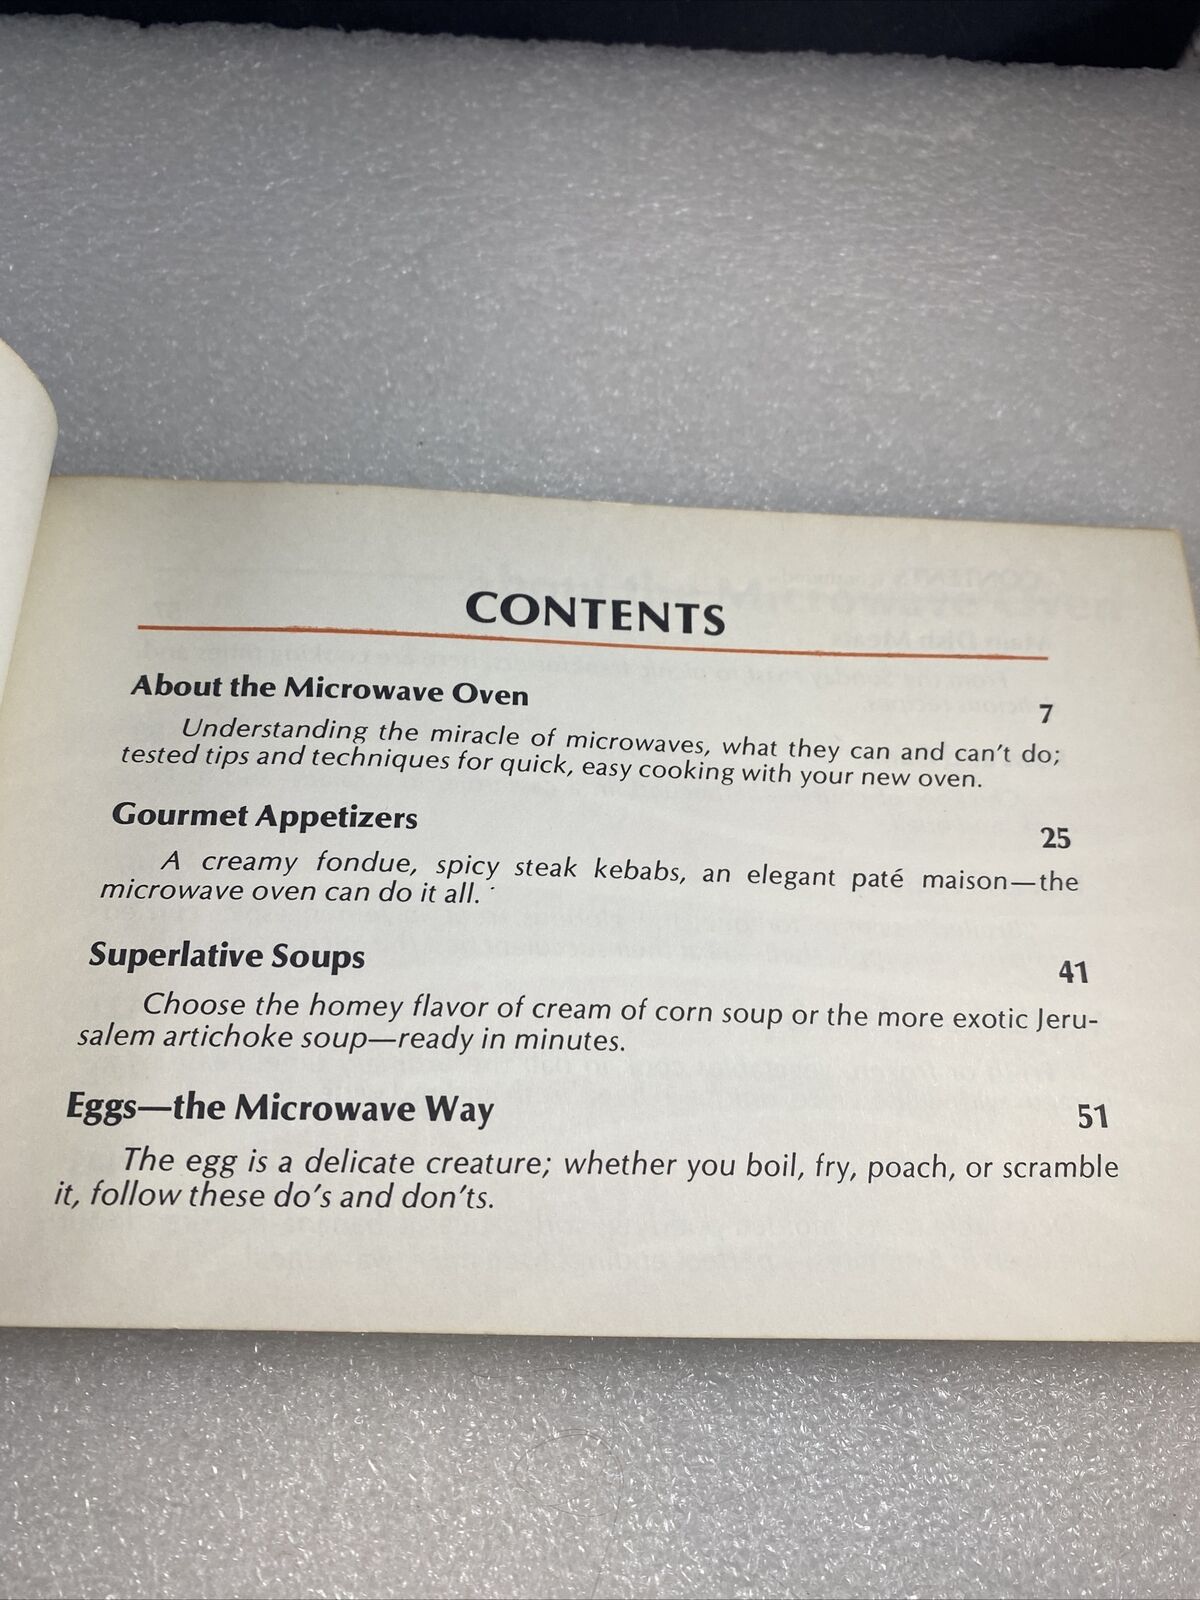 CONTENTS
About the Microwave Oven 7
Understanding the miracle of microwaves, what they can and can't do;
tested tips and techniques for quick, easy cooking with your new oven.
Gourmet Appetizers 25
A creamy fondue, spicy steak kebabs, an elegant paté maison—the
microwave oven can do it all.
Superlative Soups 41
Choose the homey flavor of cream of corn soup or the more exotic Jeru-
salem artichoke soup—ready in minutes.
Eggs—the Microwave Way 51
The egg is a delicate creature; whether you boil, fry, poach, or scramble
it, follow these do's and don'ts.